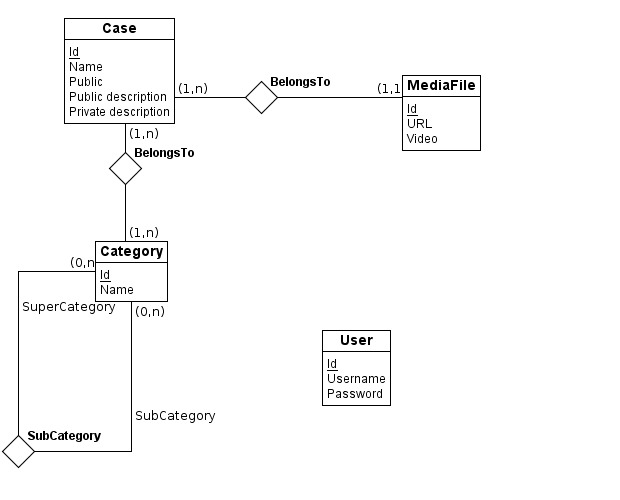 Case
Id
Name
Public
Public description
Private description
(1,n)
BelongsTo
(1,1
MediaFile
Id
URL
Video
(1,n)
BelongsTo
(1,n)
Category
Id
Name
(0,n
SuperCategory
(0,n)
SubCategory
SubCategory
User
Id
Username
Password